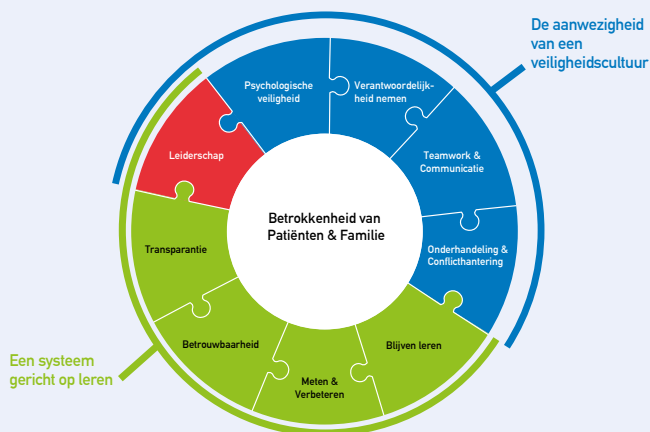 De aanwezigheid
van een
veiligheidscultuur
Psychologische
veiligheid
Verantwoordelijk-
heid nemen
Leiderschap
Teamwork &
Communicatie
Betrokkenheid van
Patiënten & Familie
Transparantie
Onderhandeling &
Conflicthantering
Betrouwbaarheid
Blijven leren
Meten &
Verbeteren
Een systeem
gericht op leren